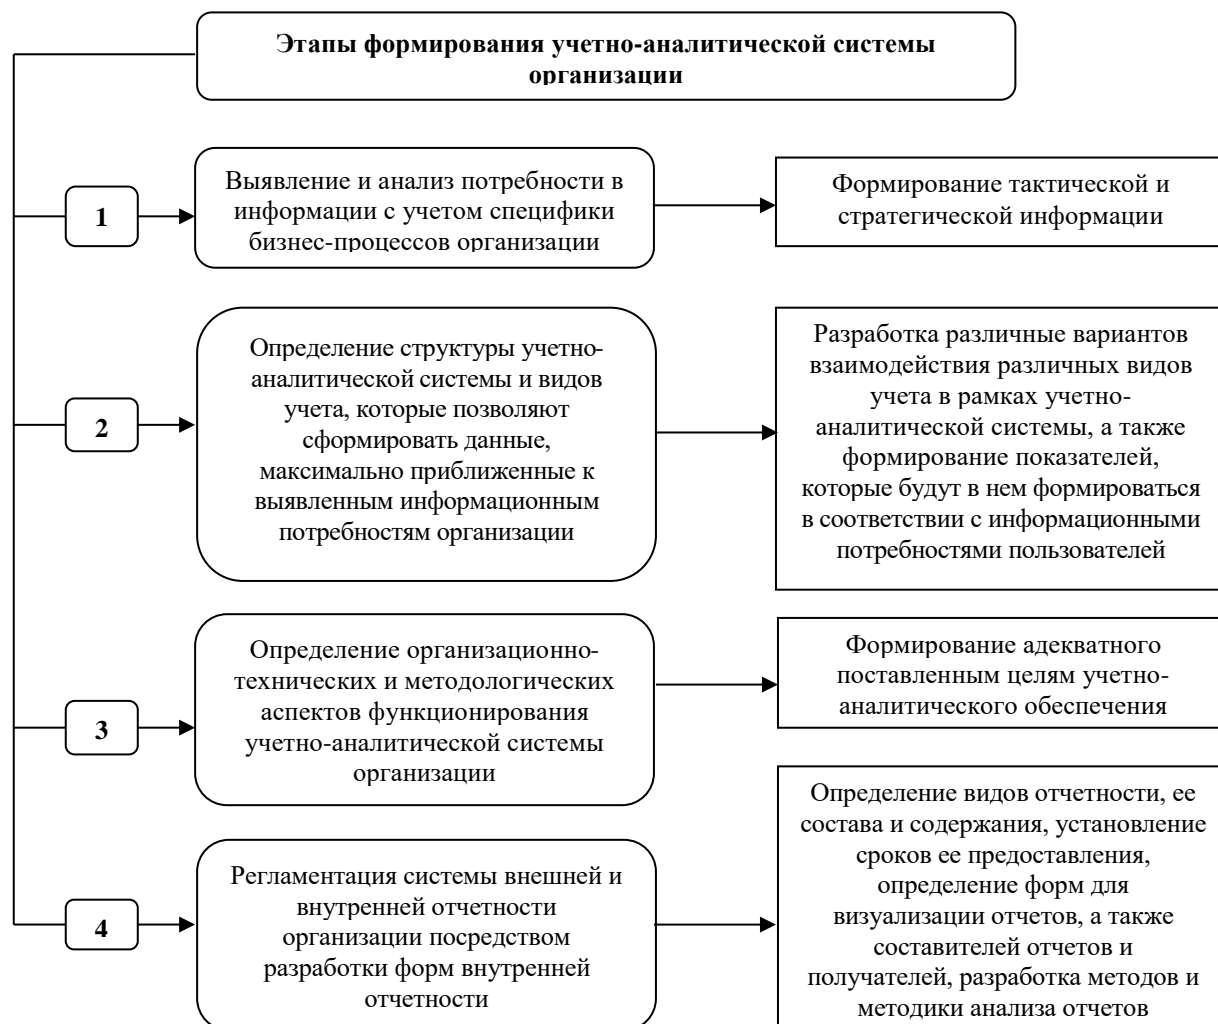 Этапы формирования учетно-аналитической системы
организации
1
Выявление и анализ потребности в
информации с учетом специфики
бизнес-процессов организации
Формирование тактической и
стратегической информации
2
Определение структуры учетно-
аналитической системы и видов
учета, которые позволяют
сформировать данные,
максимально приближенные к
выявленным информационным
потребностям организации
Разработка различные вариантов
взаимодействия различных видов
учета в рамках учетно-
аналитической системы, а также
формирование показателей,
которые будут в нем формироваться
в соответствии с информационными
потребностями пользователей
3
Определение организационно-
технических и методологических
аспектов функционирования
учетно-аналитической системы
организации
Формирование адекватного
поставленным целям учетно-
аналитического обеспечения
4
Регламентация системы внешней и
внутренней отчетности
организации посредством
разработки форм внутренней
отчетности
Определение видов отчетности, ее
состава и содержания, установление
сроков ее предоставления,
определение форм для
визуализации отчетов, а также
составителей отчетов и
получателей, разработка методов и
методики анализа отчетов